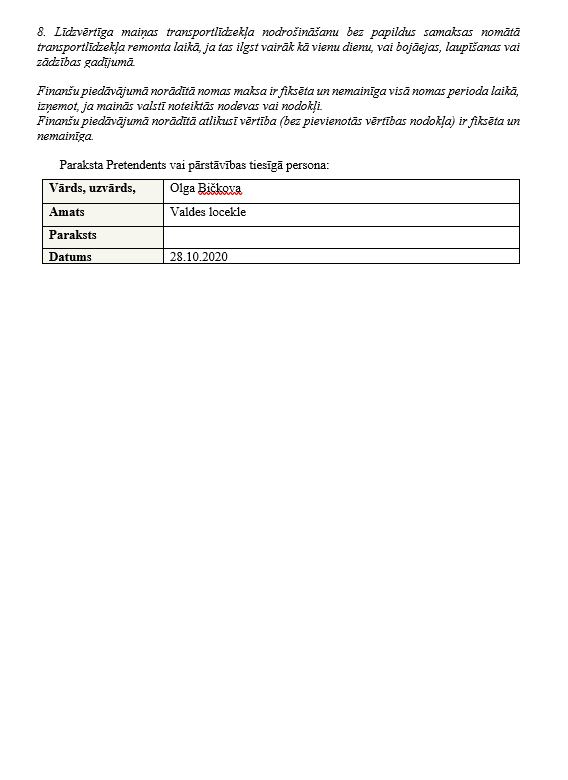 8. Līdzvērtīga maiņas transportlīdzekļa nodrošināšanu bez papildus samaksas nomātā
transportlīdzekļa remonta laikā, ja tas ilgst vairāk kā vienu dienu, vai bojāejas, laupīšanas vai
zādzības gadījumā.
Finanšu piedāvājumā norādītā nomas maksa ir fiksēta un nemainīga visā nomas perioda laikā,
izņemot, ja mainās valstī noteiktās nodevas vai nodokļi.
Finanšu piedāvājumā norādītā atlikusī vērtība (bez pievienotās vērtības nodokļa) ir fiksēta un
nemainīga.
Paraksta Pretendents vai pārstāvības tiesīgā persona:
Vārds, uzvārds, Olga Bičkova
Amats Valdes locekle
Paraksts
Datums 28.10.2020